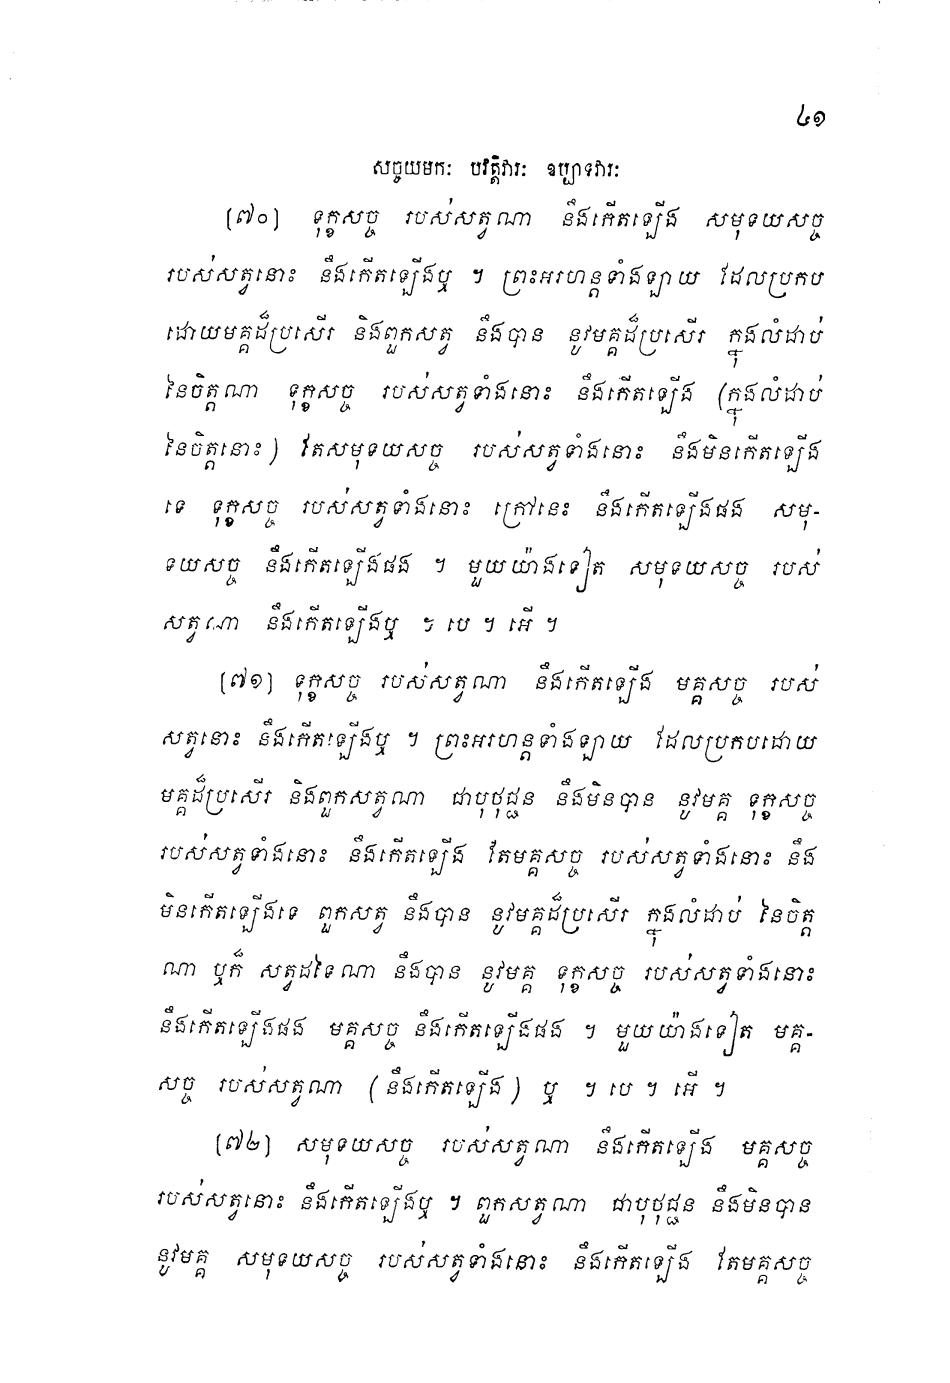 ៤១
សច្ចយមកៈ បវត្តិវារៈ ឧប្បាទវារៈ
(៧០) ទុក្ខសច្ច របស់សត្វណា នឹងកើតឡើង សមុទយសច្ច
របស់សត្វនោះ នឹងកើតឡើងឬ ។ ព្រះអរហន្តទាំងឡាយ ដែលប្រកប
ដោយមគ្គដ៏ប្រសើរ និងពួកសត្វ នឹងបាន នូវមគ្គដ៏ប្រសើរ ក្នុងលំដាប់
នៃចិត្តណា ទុក្ខសច្ច របស់សត្វទាំងនោះ នឹងកើតឡើង (ក្នុងលំដាប់
នៃចិត្តនោះ) តែសមុទយសច្ច របស់សត្វទាំងនោះ នឹងមិនកើតឡើង
ទេ ទុក្ខសច្ច របស់សត្វទាំងនោះ ក្រៅនេះ នឹងកើតឡើងផង សមុ-
ទយសច្ច នឹងកើតឡើងផង ។ មួយយ៉ាងទៀត សមុទយសច្ច របស់
សត្វណា នឹងកើតឡើងឬ ។ បេ ។ អើ ។
(៧១) ទុក្ខសច្ច របស់សត្វណា នឹងកើតឡើង មគ្គសច្ច របស់
សត្វនោះ នឹងកើតឡើងឬ ។ ព្រះអរហន្តទាំងឡាយ ដែលប្រកបដោយ
មគ្គដ៏ប្រសើរ និងពួកសត្វណា ជាបុថុជ្ជន នឹងមិនបាន នូវមគ្គ ទុក្ខសច្ច
របស់សត្វទាំងនោះ នឹងកើតឡើង តែមគ្គសច្ច របស់សត្វទាំងនោះ នឹង
មិនកើតឡើងទេ ពួកសត្វ នឹងបាន នូវមគ្គដ៏ប្រសើរ ក្នុងលំដាប់ នៃចិត្ត
ណា ឬក៏ សត្វដទៃណា នឹងបាន នូវមគ្គ ទុក្ខសច្ច របស់សត្វទាំងនោះ
នឹងកើតឡើងផង មគ្គសច្ច នឹងកើតឡើងផង ។ មួយយ៉ាងទៀត មគ្គ-
សច្ច របស់សត្វណា (នឹងកើតឡើង) ឬ ។ បេ ។ អើ ។
(៧២) សមុទយសច្ច របស់សត្វណា នឹងកើតឡើង មគ្គសច្ច
របស់សត្វនោះ នឹងកើតឡើងឬ ។ ពួកសត្វណា ជាបុថុជ្ជន នឹងមិនបាន
នូវមគ្គ សមុទយសច្ច របស់សត្វទាំងនោះ នឹងកើតឡើង តែមគ្គសច្ច